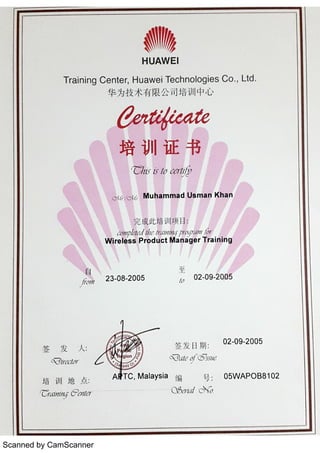 HUAWEI
Training Center, Huawei Technologies Co., Ltd.
华为技术有限公司培训中心
Certificate
培训证书
This is to certify
Mr/Ms Muhammad Usman Khan
完成此培训项目:
completed the training program for
Wireless Product Manager Training
自 至
from 23-08-2005 to 02-09-2005
签 发 人: 签发日期: 02-09-2005
Director Date of Issue
培 训 地 点: APTC, Malaysia 编 号: 05WAPOB8102
Training Center Serial No
Scanned by CamScanner